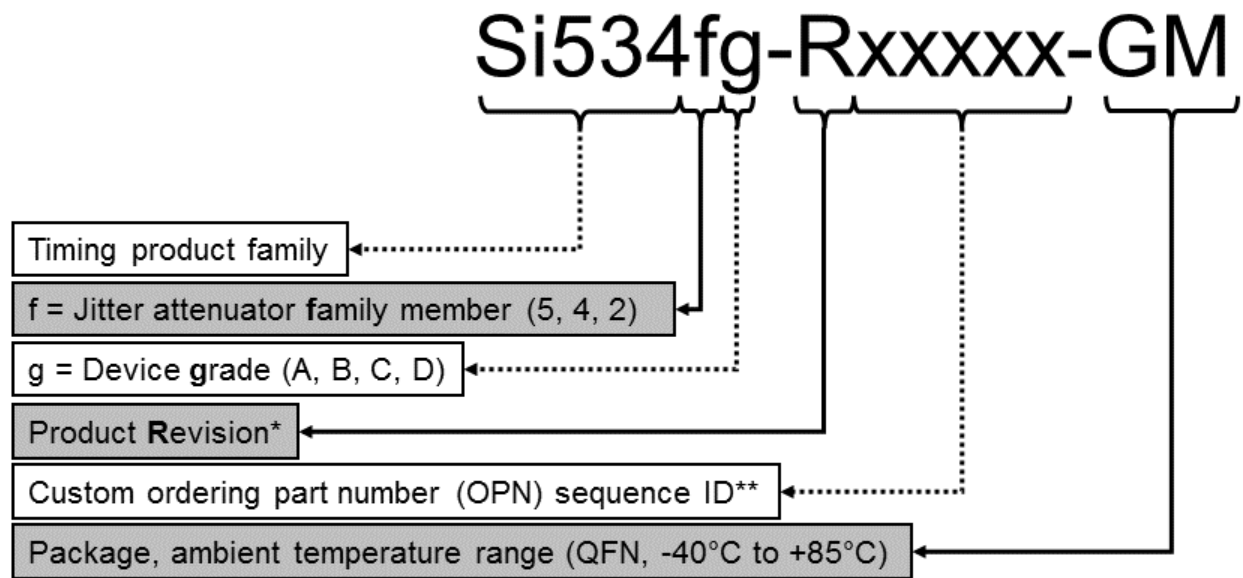 Si534fg-Rxxxxx-GM
Timing product family
f = Jitter attenuator family member (5, 4, 2)
g = Device grade (A, B, C, D)
Product Revision*
Custom ordering part number (OPN) sequence ID**
Package, ambient temperature range (QFN, -40°C to +85°C)